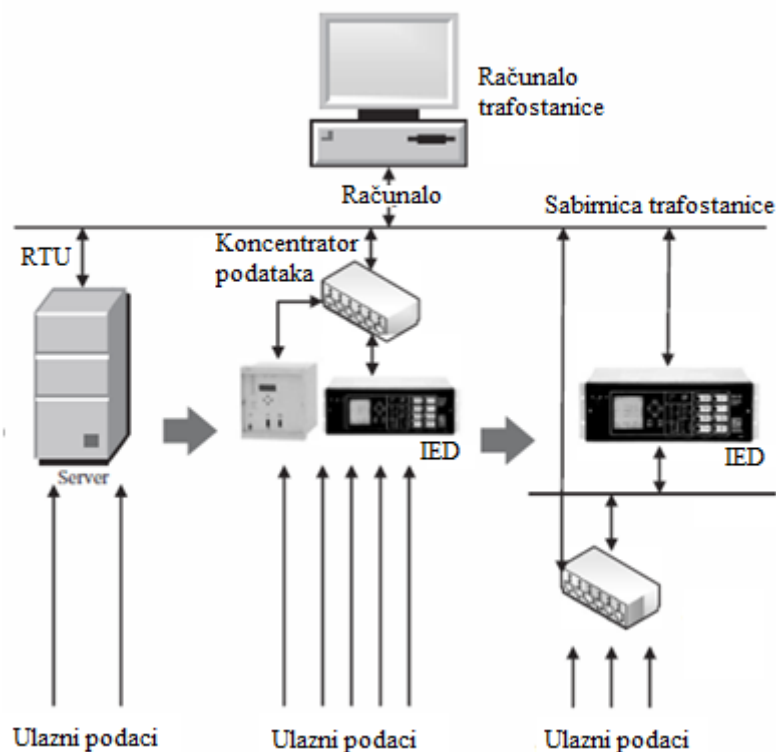 Računalo
trafostanice
Računalo
Sabirnica trafostanice
RTU
Koncentrator
podataka
IED
IED
Server
Ulazni podaci
Ulazni podaci
Ulazni podaci